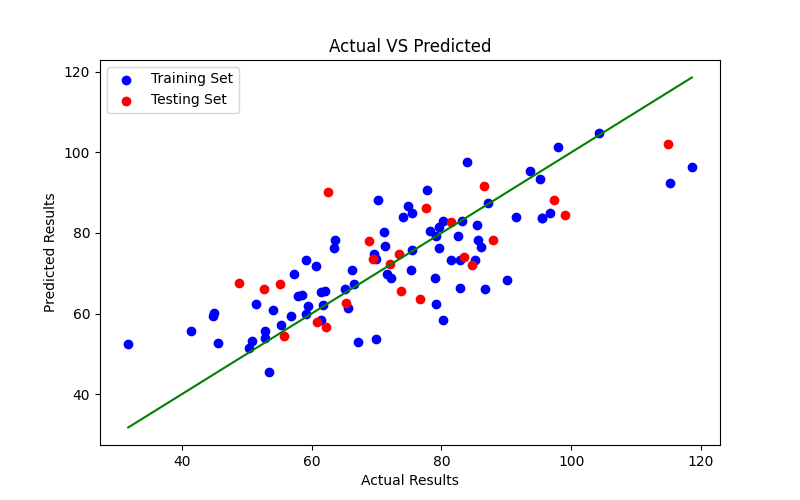 Actual VS Predicted
Training Set
Testing Set
Predicted Results
120
100
80
60
40
40 60 80 100 120
Actual Results